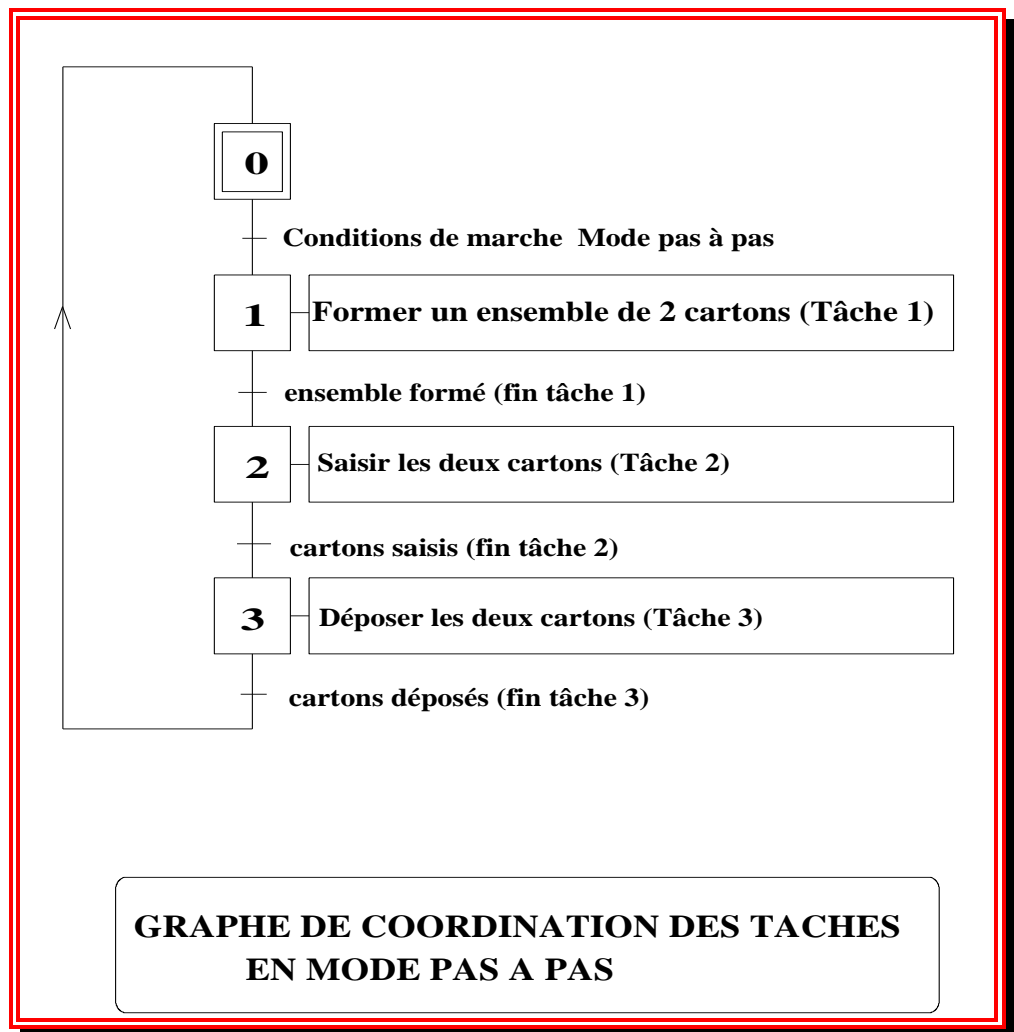 0
Conditions de marche Mode pas à pas
1
Former un ensemble de 2 cartons (Tâche 1)
ensemble formé (fin tâche 1)
2
Saisir les deux cartons (Tâche 2)
cartons saisis (fin tâche 2)
3
Déposer les deux cartons (Tâche 3)
cartons déposés (fin tâche 3)
GRAPHE DE COORDINATION DES TACHES
EN MODE PAS A PAS